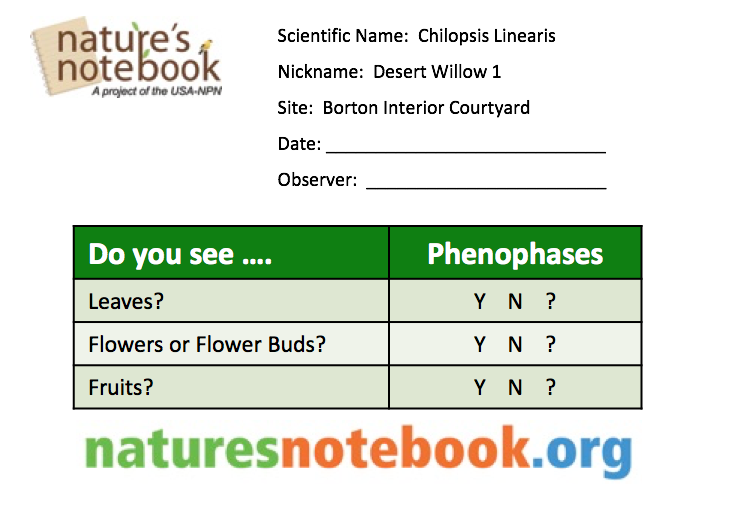 nature's
notebook
A project of the USA-NPN
Scientific Name: Chilopsis Linearis
Nickname: Desert Willow 1
Site: Borton Interior Courtyard
Date: ____________________________
Observer: ________________________
Do you see .... Phenophases
Leaves? Y N ?
Flowers or Flower Buds? Y N ?
Fruits? Y N ?
naturesnotebook.org